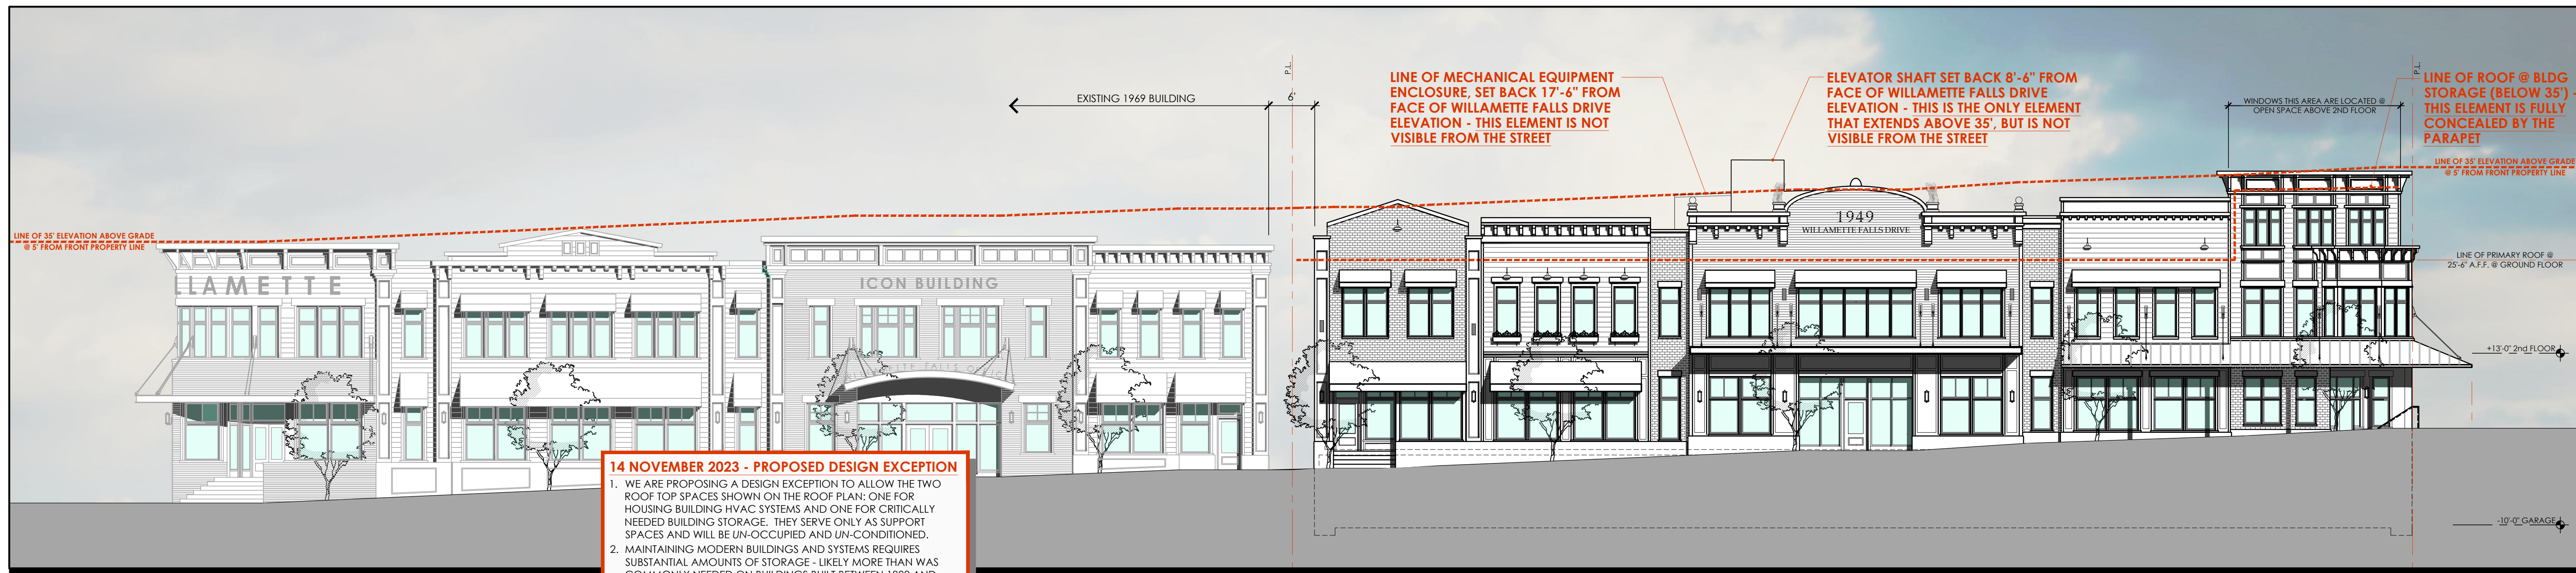 P.L.
EXISTING 1969 BUILDING
6'
LINE OF MECHANICAL EQUIPMENT
ENCLOSURE, SET BACK 17'-6" FROM
FACE OF WILLAMETTE FALLS DRIVE
ELEVATION - THIS ELEMENT IS NOT
VISIBLE FROM THE STREET
ELEVATOR SHAFT SET BACK 8'-6" FROM
FACE OF WILLAMETTE FALLS DRIVE
ELEVATION - THIS IS THE ONLY ELEMENT
THAT EXTENDS ABOVE 35', BUT IS NOT
VISIBLE FROM THE STREET
WINDOWS THIS AREA ARE LOCATED @
OPEN SPACE ABOVE 2ND FLOOR
P.L.
LINE OF ROOF @ BLDG
STORAGE (BELOW 35') -
THIS ELEMENT IS FULLY
CONCEALED BY THE
PARAPET
LINE OF 35' ELEVATION ABOVE GRADE
@ 5' FROM FRONT PROPERTY LINE
LINE OF 35' ELEVATION ABOVE GRADE
@ 5' FROM FRONT PROPERTY LINE
LLAMETTE
ICON BUILDING
1949
WILLAMETTE FALLS DRIVE
LINE OF PRIMARY ROOF @
25'-6" A.F.F. @ GROUND FLOOR
+13'-0" 2nd FLOOR
-10'-0" GARAGE
14 NOVEMBER 2023 - PROPOSED DESIGN EXCEPTION
1. WE ARE PROPOSING A DESIGN EXCEPTION TO ALLOW THE TWO
ROOF TOP SPACES SHOWN ON THE ROOF PLAN: ONE FOR
HOUSING BUILDING HVAC SYSTEMS AND ONE FOR CRITICALLY
NEEDED BUILDING STORAGE. THEY SERVE ONLY AS SUPPORT
SPACES AND WILL BE UN-OCCUPIED AND UN-CONDITIONED.
2. MAINTAINING MODERN BUILDINGS AND SYSTEMS REQUIRES
SUBSTANTIAL AMOUNTS OF STORAGE - LIKELY MORE THAN WAS